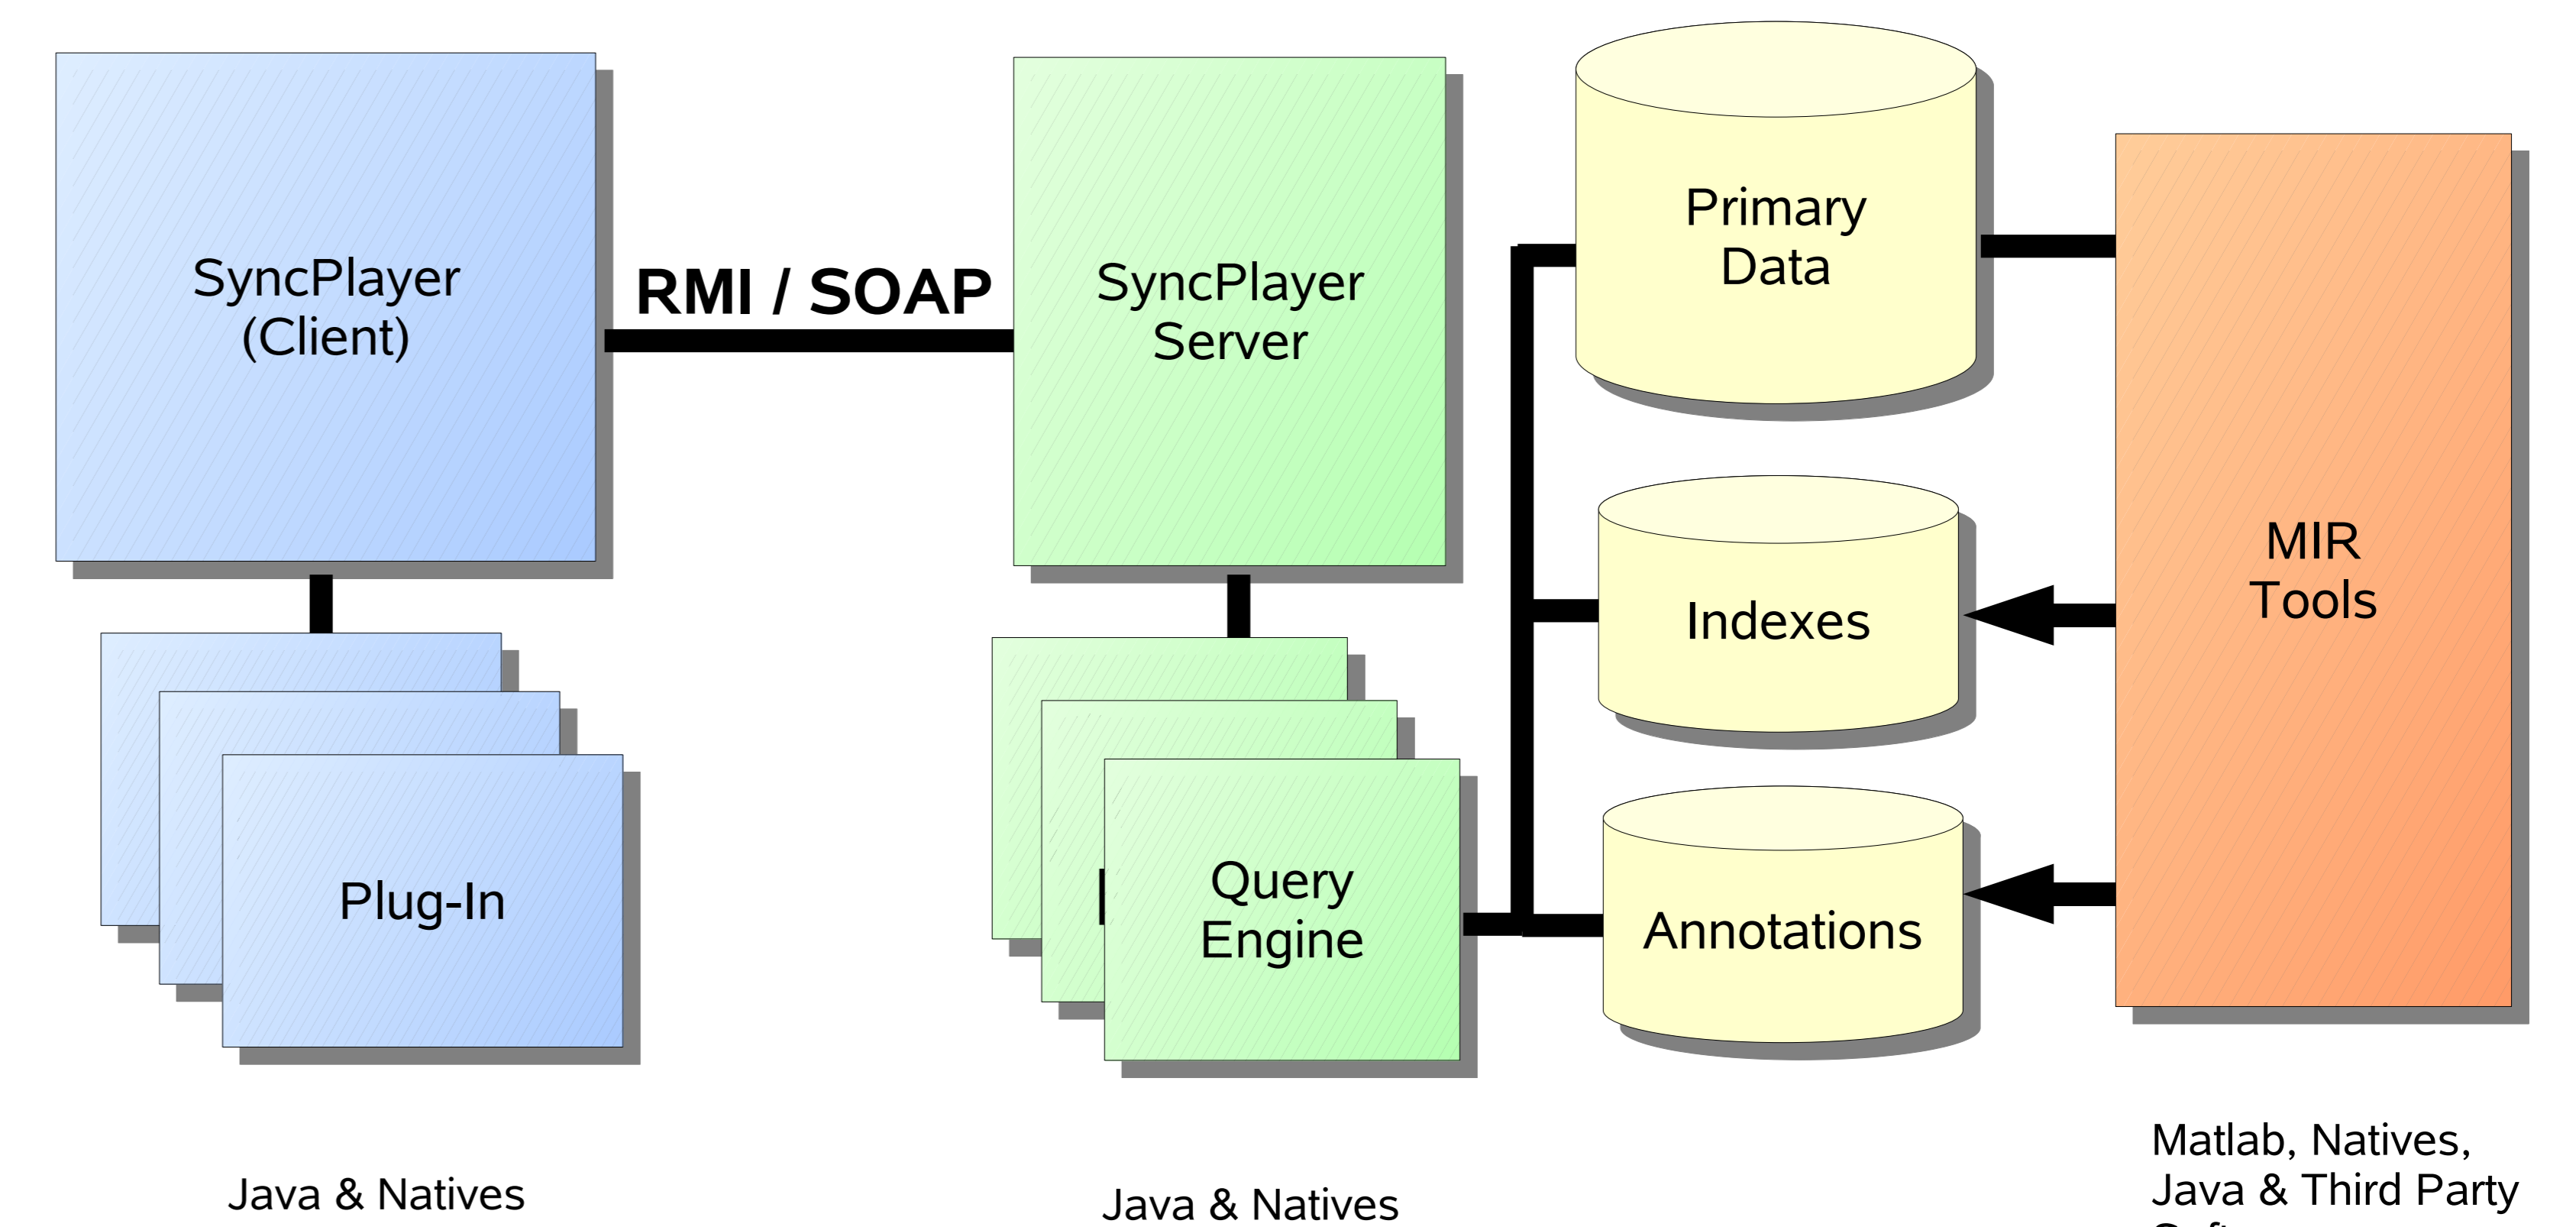 SyncPlayer
(Client)
RMI / SOAP
SyncPlayer
Server
Primary
Data
MIR
Tools
Indexes
Plug-In
Query
Engine
Annotations
Java & Natives
Java & Natives
Matlab, Natives,
Java & Third Party